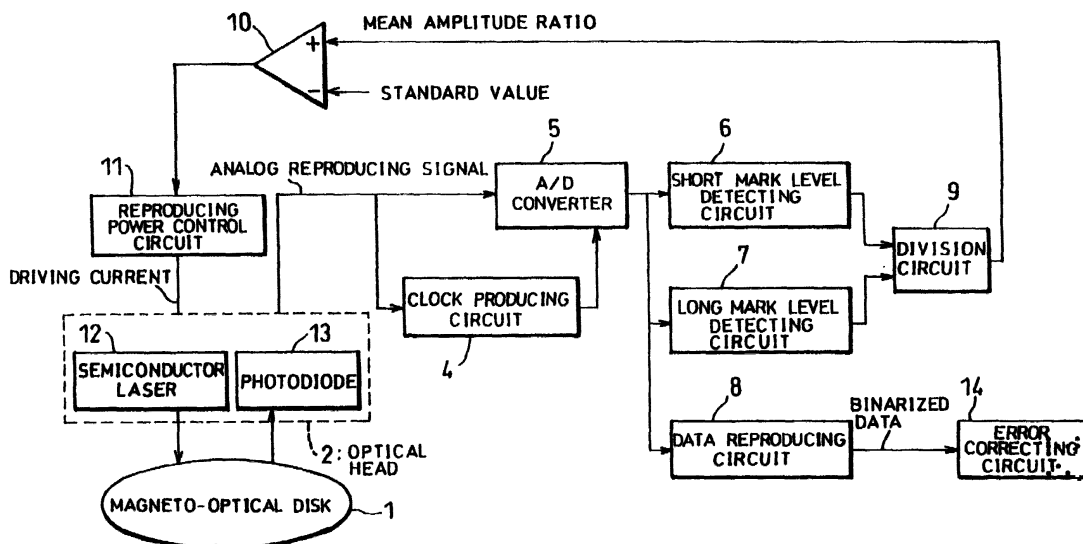 10
MEAN AMPLITUDE RATIO
+
−
STANDARD VALUE
11
REPRODUCING
POWER CONTROL
CIRCUIT
DRIVING CURRENT
ANALOG REPRODUCING SIGNAL
5
A/D
CONVERTER
CLOCK PRODUCING
CIRCUIT
4
6
SHORT MARK LEVEL
DETECTING
CIRCUIT
7
LONG MARK LEVEL
DETECTING
CIRCUIT
9
DIVISION
CIRCUIT
12
SEMICONDUCTOR
LASER
13
PHOTODIODE
2: OPTICAL
HEAD
MAGNETO-OPTICAL DISK
1
8
DATA REPRODUCING
CIRCUIT
BINARIZED
DATA
14
ERROR
CORRECTING
CIRCUIT